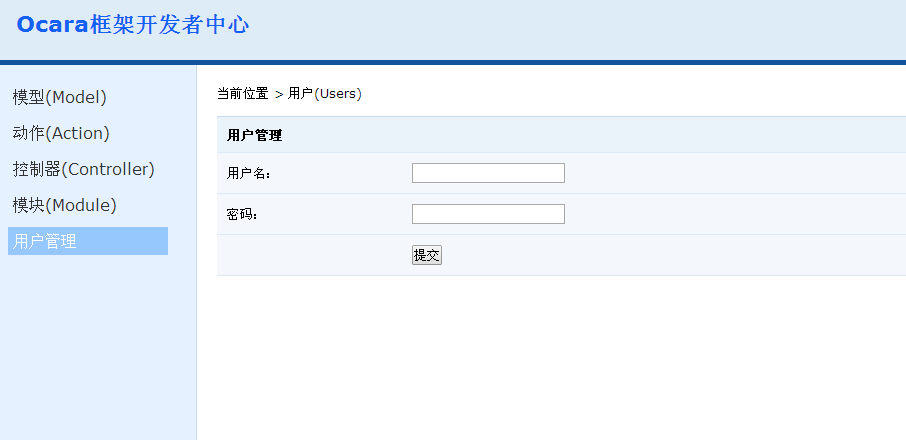 Ocara框架开发者中心
模型(Model)
动作(Action)
控制器(Controller)
模块(Module)
用户管理
当前位置 > 用户(Users)
用户管理
用户名：
密码：
提交